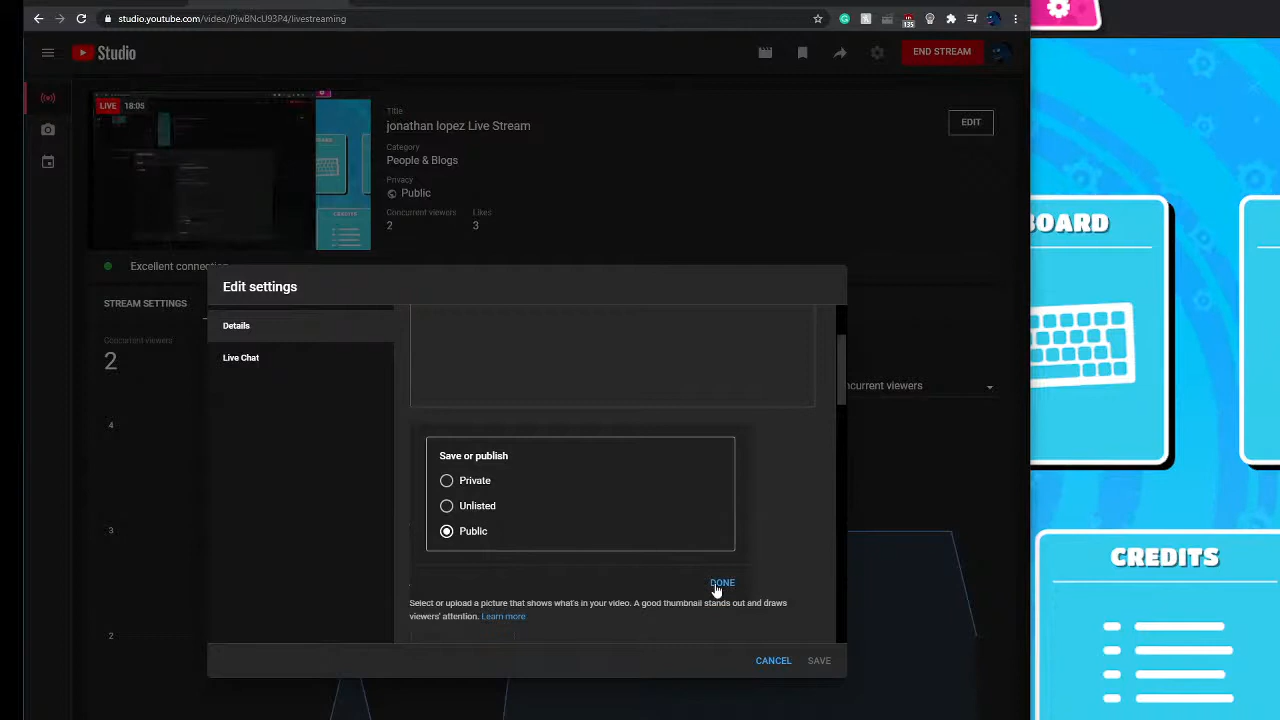 studio.youtube.com/video/PjwBNcU93P4/livestreaming
135
Studio
END STREAM
LIVE 18:05
Title
jonathan lopez Live Stream
EDIT
Category
People & Blogs
Privacy
Public
Concurrent viewers
Likes
2
3
CREDITS
Excellent connection
Edit settings
STREAM SETTINGS
Details
Live Chat
Concurrent viewers
2
ncurrent viewers
4
3
2
Save or publish
Private
Unlisted
Public
DONE
Select or upload a picture that shows what's in your video. A good thumbnail stands out and draws
viewers' attention. Learn more
CANCEL
SAVE
BOARD
CREDITS